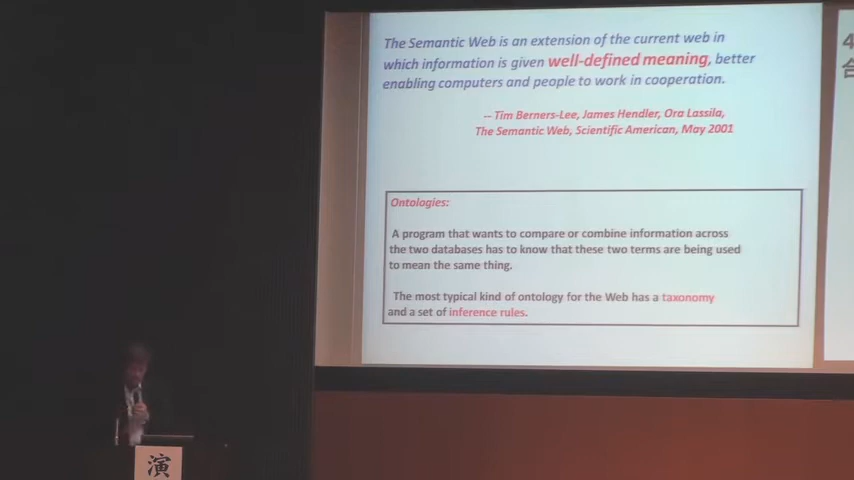 The Semantic Web is an extension of the current web in
which information is given well-defined meaning, better
enabling computers and people to work in cooperation.
-- Tim Berners-Lee, James Hendler, Ora Lassila,
The Semantic Web, Scientific American, May 2001
Ontologies:
A program that wants to compare or combine information across
the two databases has to know that these two terms are being used
to mean the same thing.
The most typical kind of ontology for the Web has a taxonomy
and a set of inference rules.
4
演